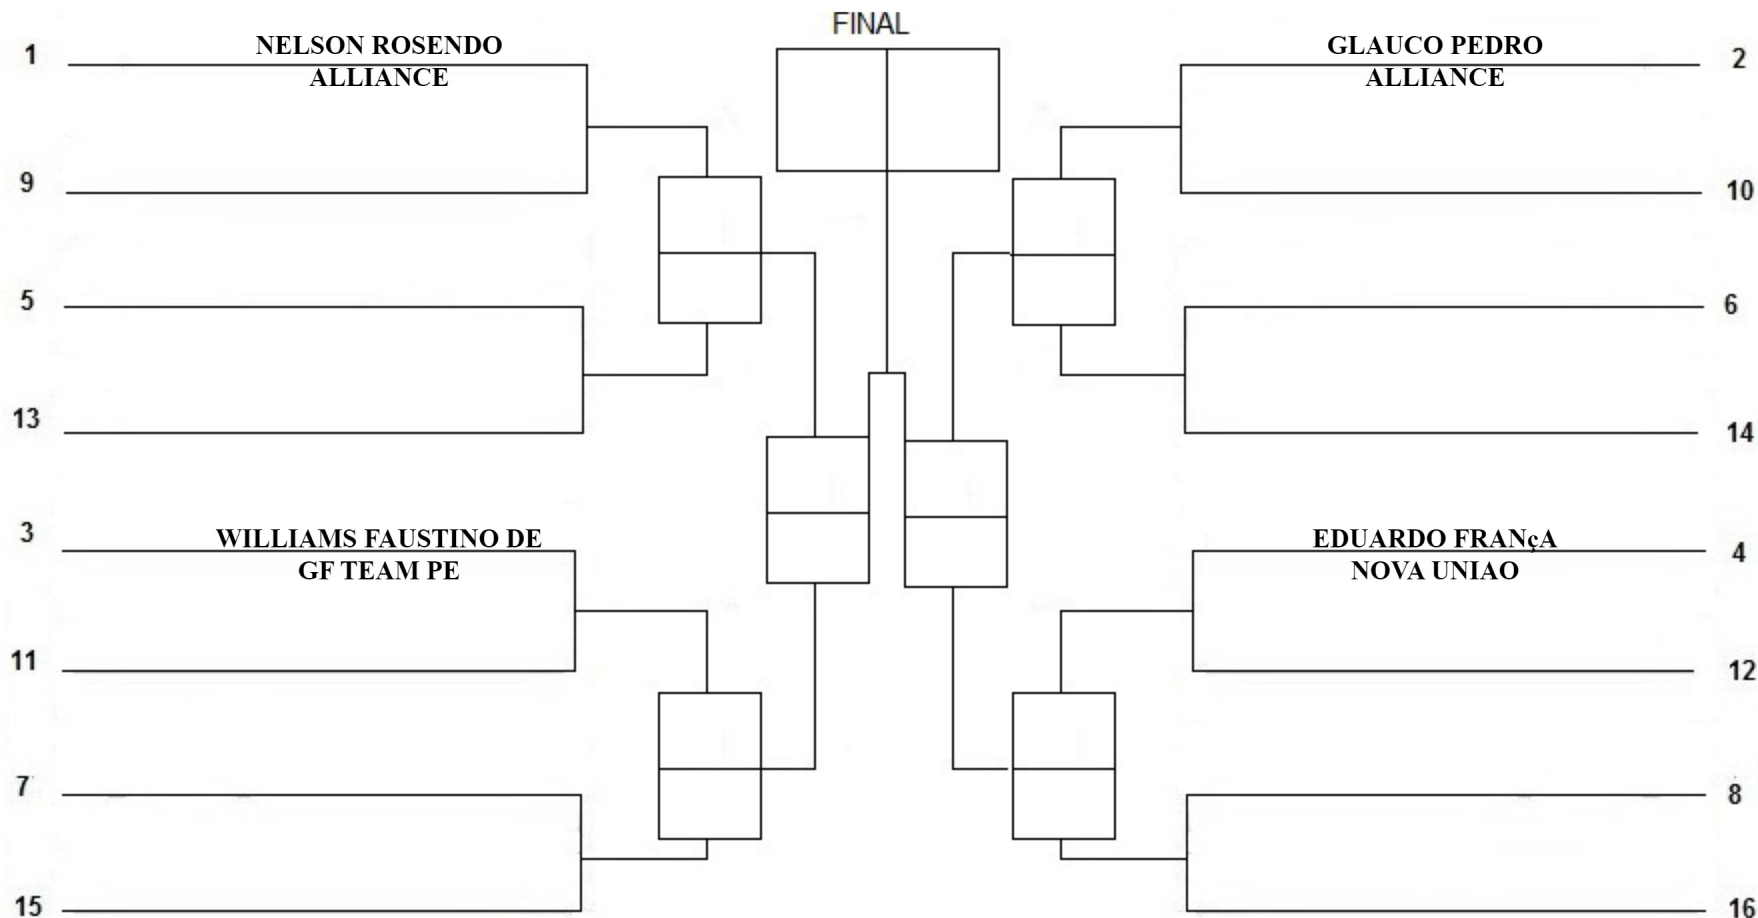 FINAL
1
NELSON ROSENDO
ALLIANCE
GLAUCO PEDRO
ALLIANCE
2
9
10
5
6
13
14
3
WILLIAMS FAUSTINO DE
GF TEAM PE
EDUARDO FRANçA
NOVA UNIAO
4
11
12
7
8
15
16